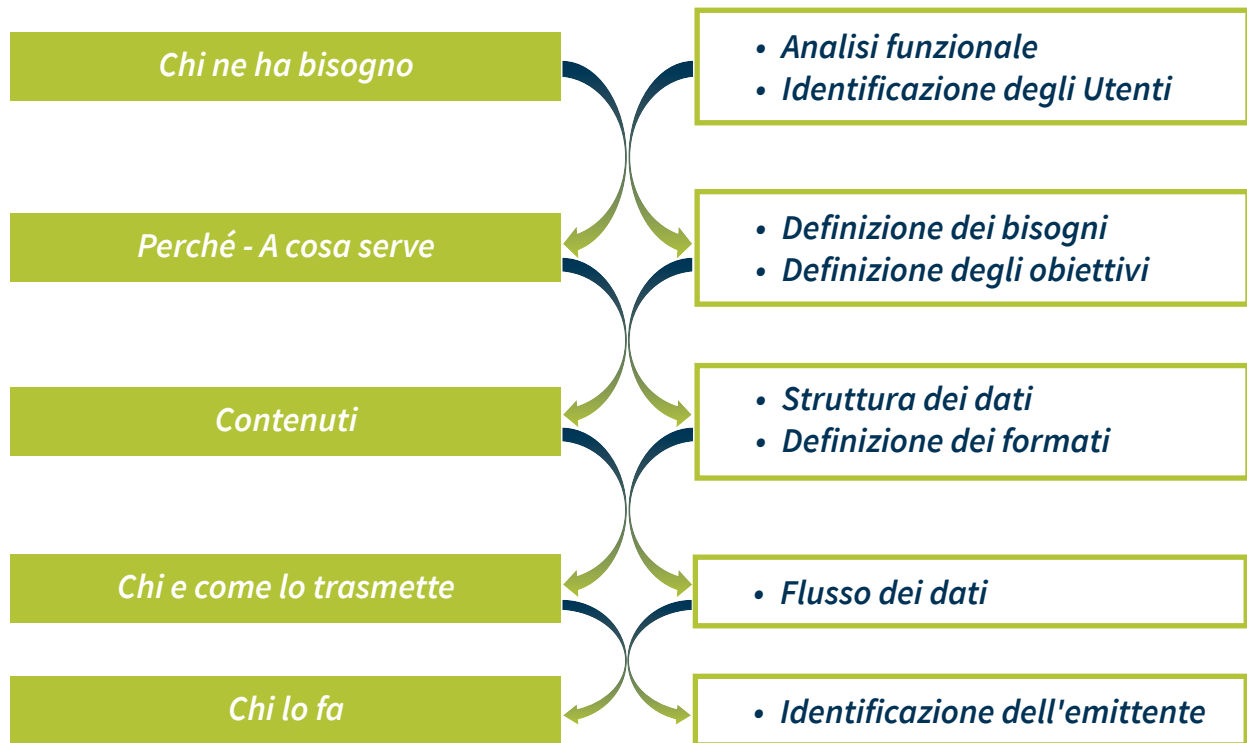 Chi ne ha bisogno
• Analisi funzionale
• Identificazione degli Utenti
Perché - A cosa serve
• Definizione dei bisogni
• Definizione degli obiettivi
Contenuti
• Struttura dei dati
• Definizione dei formati
Chi e come lo trasmette
• Flusso dei dati
Chi lo fa
• Identificazione dell'emittente